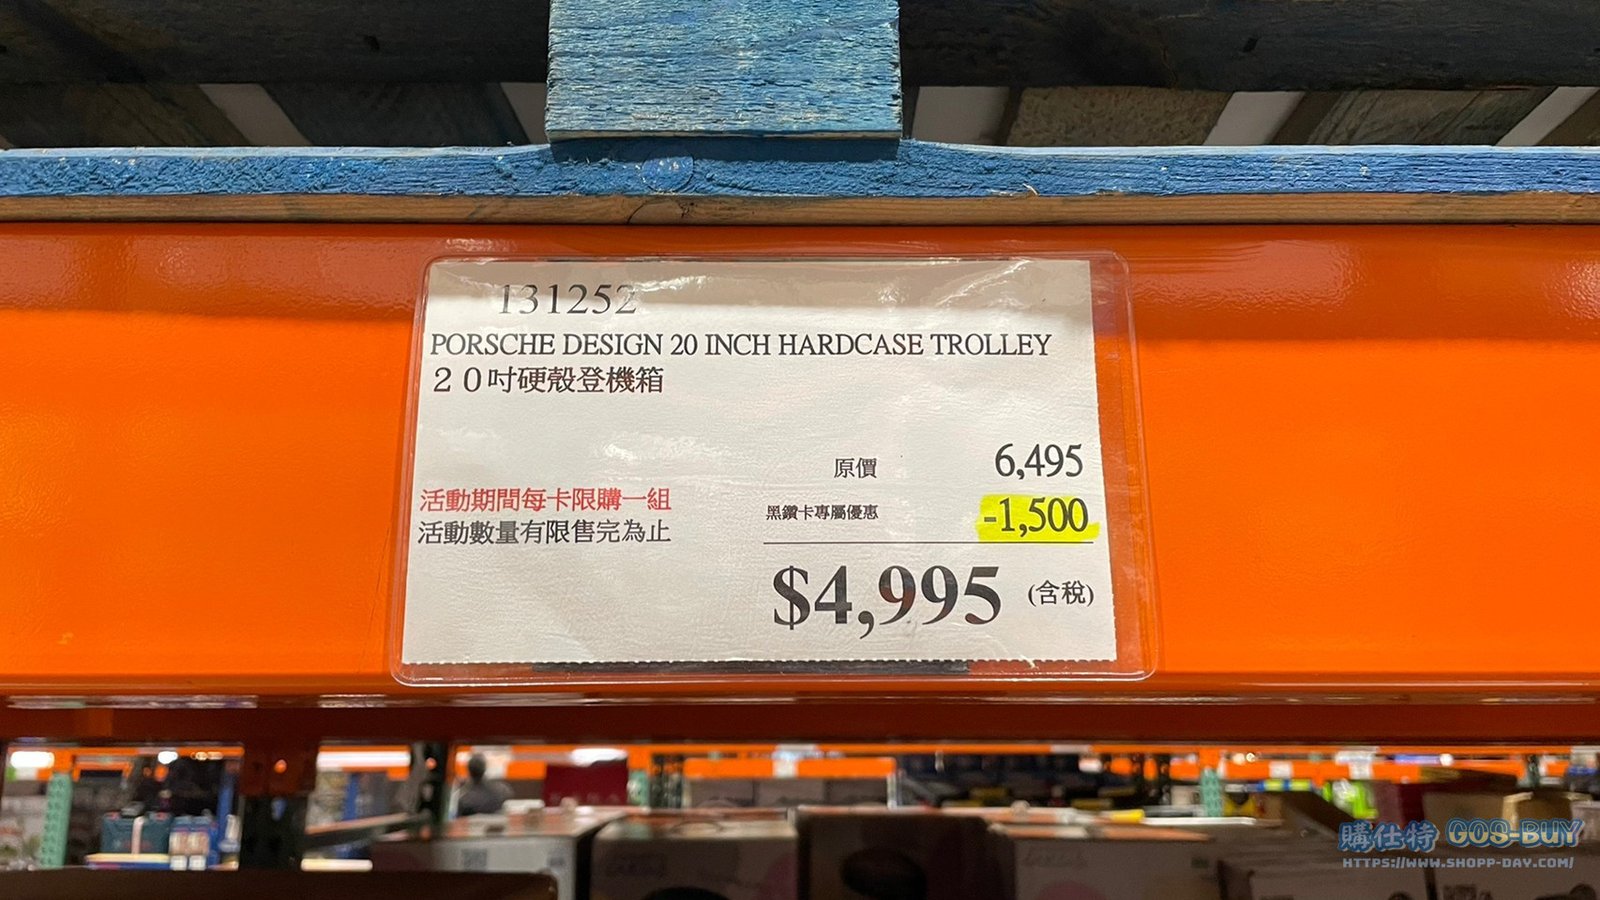 131252
PORSCHE DESIGN 20 INCH HARDCASE TROLLEY
２０吋硬殼登機箱
原價 6,495
活動期間每卡限購一組
黑鑽卡專屬優惠 -1,500
活動數量有限售完為止
$4,995 (含稅)
購仕特 GOS-BUY
HTTPS://WWW.SHOPP-DAY.COM/